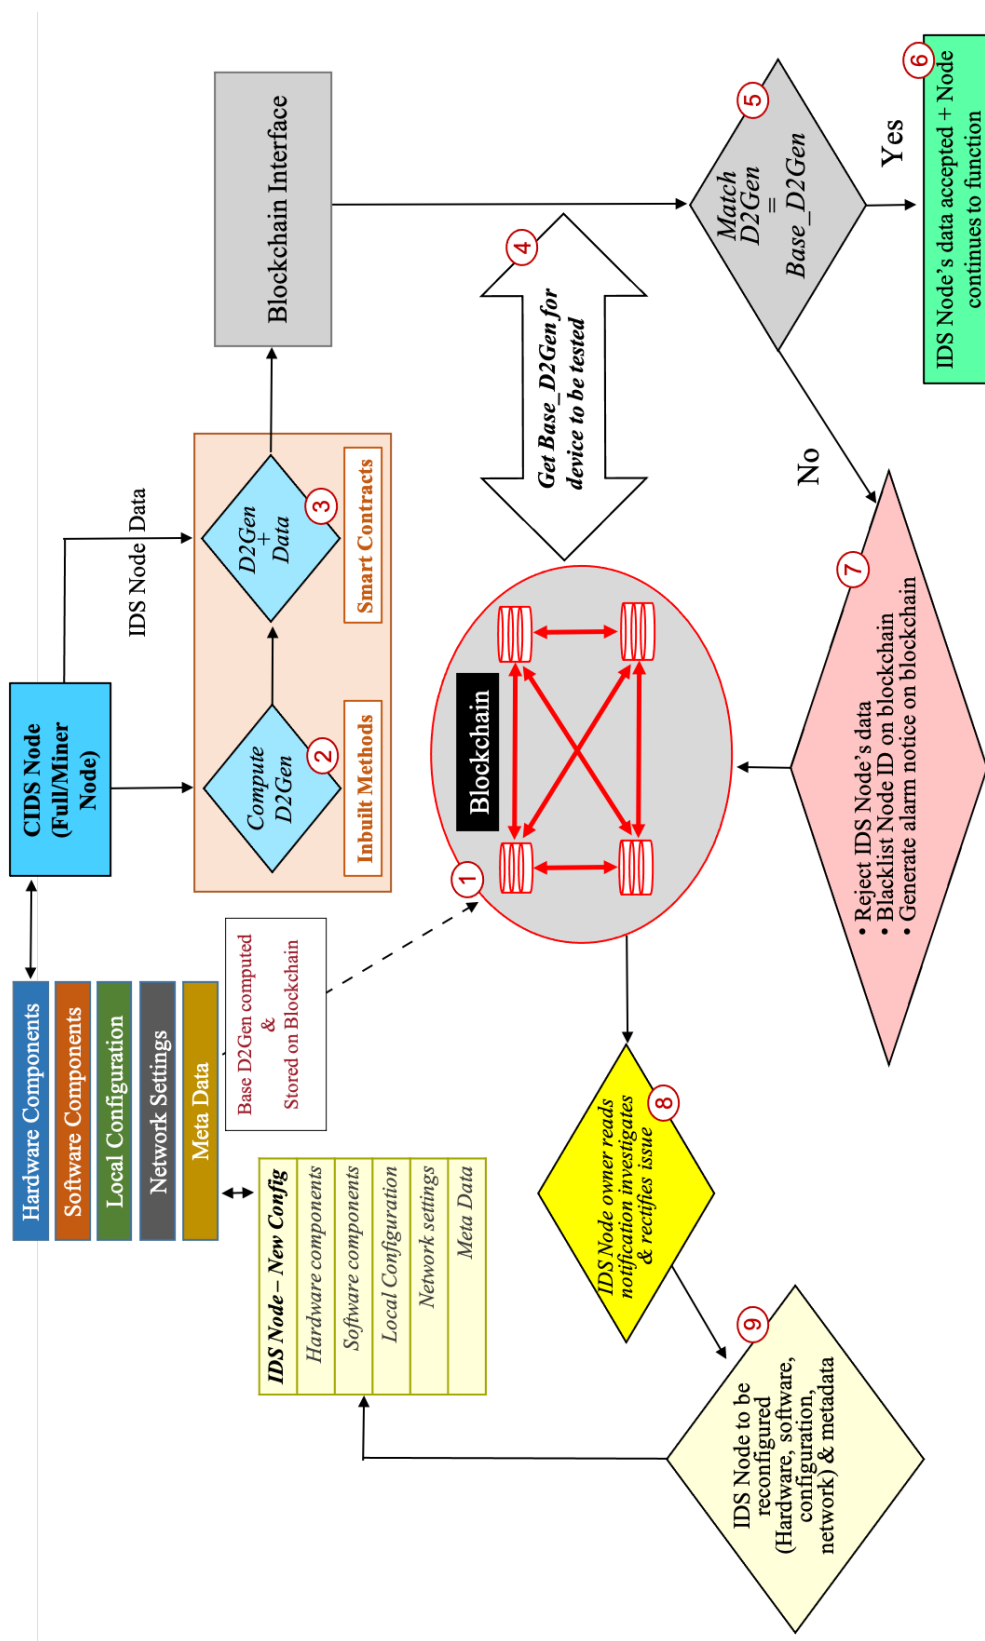 Hardware Components
Software Components
Local Configuration
Network Settings
Meta Data
CIDS Node
(Full/Miner
Node)
IDS Node Data
Base D2Gen computed
&
Stored on Blockchain
Compute
D2Gen
2
Inbuilt Methods
D2Gen
+
Data
3
Smart Contracts
Blockchain Interface
IDS Node – New Config
Hardware components
Software components
Local Configuration
Network settings
Meta Data
1
Blockchain
4
Get Base_D2Gen for
device to be tested
5
Match
D2Gen
=
Base_D2Gen
Yes
No
6
IDS Node's data accepted + Node
continues to function
7
• Reject IDS Node's data
• Blacklist Node ID on blockchain
• Generate alarm notice on blockchain
8
IDS Node owner reads
notification investigates
& rectifies issue
9
IDS Node to be
reconfigured
(Hardware, software,
configuration,
network) & metadata